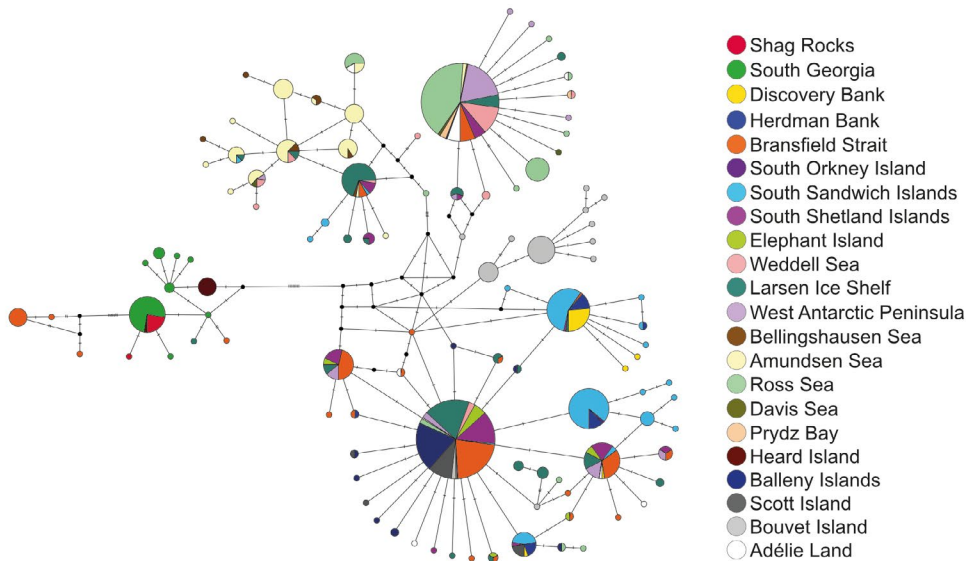 Shag Rocks
South Georgia
Discovery Bank
Herdman Bank
Bransfield Strait
South Orkney Island
South Sandwich Islands
South Shetland Islands
Elephant Island
Weddell Sea
Larsen Ice Shelf
West Antarctic Peninsula
Bellingshausen Sea
Amundsen Sea
Ross Sea
Davis Sea
Prydz Bay
Heard Island
Balleny Islands
Scott Island
Bouvet Island
Adélie Land